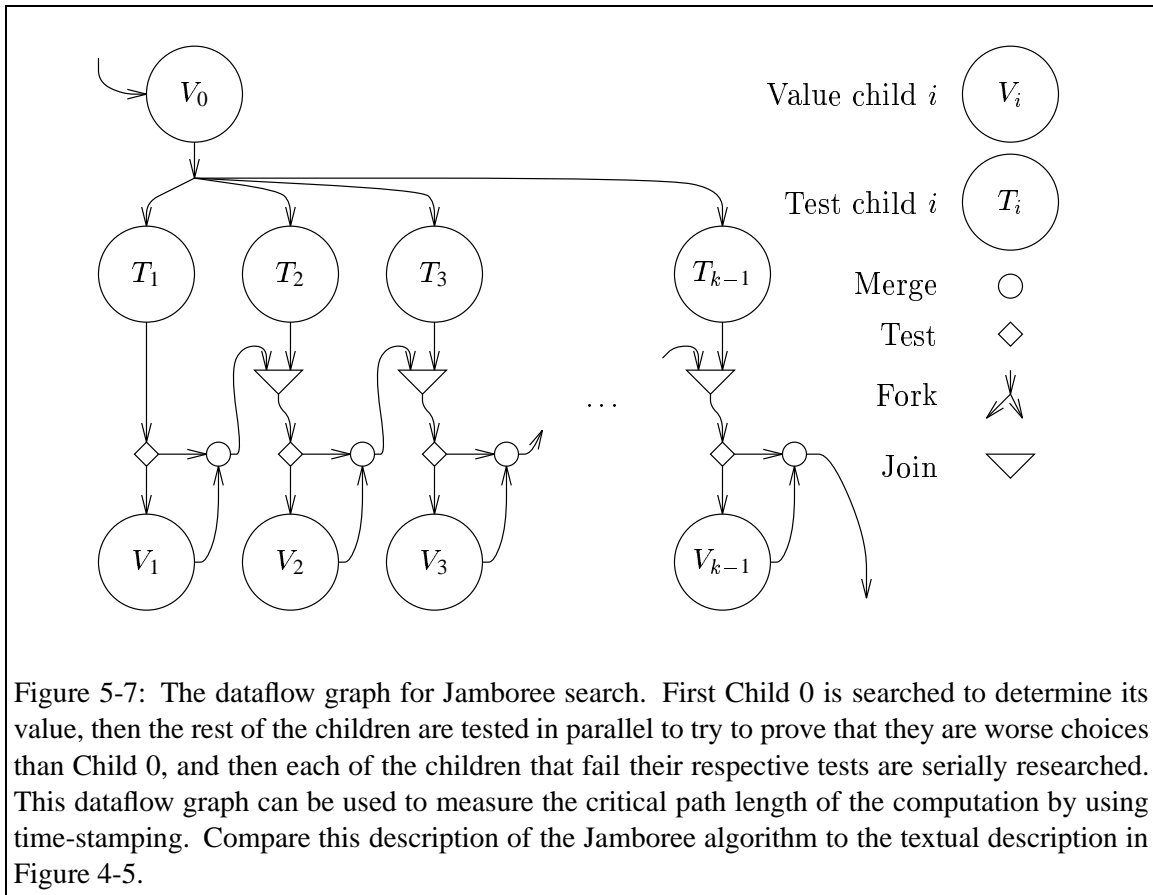 V₀
Value child i
Vᵢ
Test child i
Tᵢ
T₁
T₂
T₃
Tₖ₋₁
Merge
Test
Fork
...
Join
V₁
V₂
V₃
Vₖ₋₁
Figure 5-7: The dataflow graph for Jamboree search. First Child 0 is searched to determine its
value, then the rest of the children are tested in parallel to try to prove that they are worse choices
than Child 0, and then each of the children that fail their respective tests are serially researched.
This dataflow graph can be used to measure the critical path length of the computation by using
time-stamping. Compare this description of the Jamboree algorithm to the textual description in
Figure 4-5.